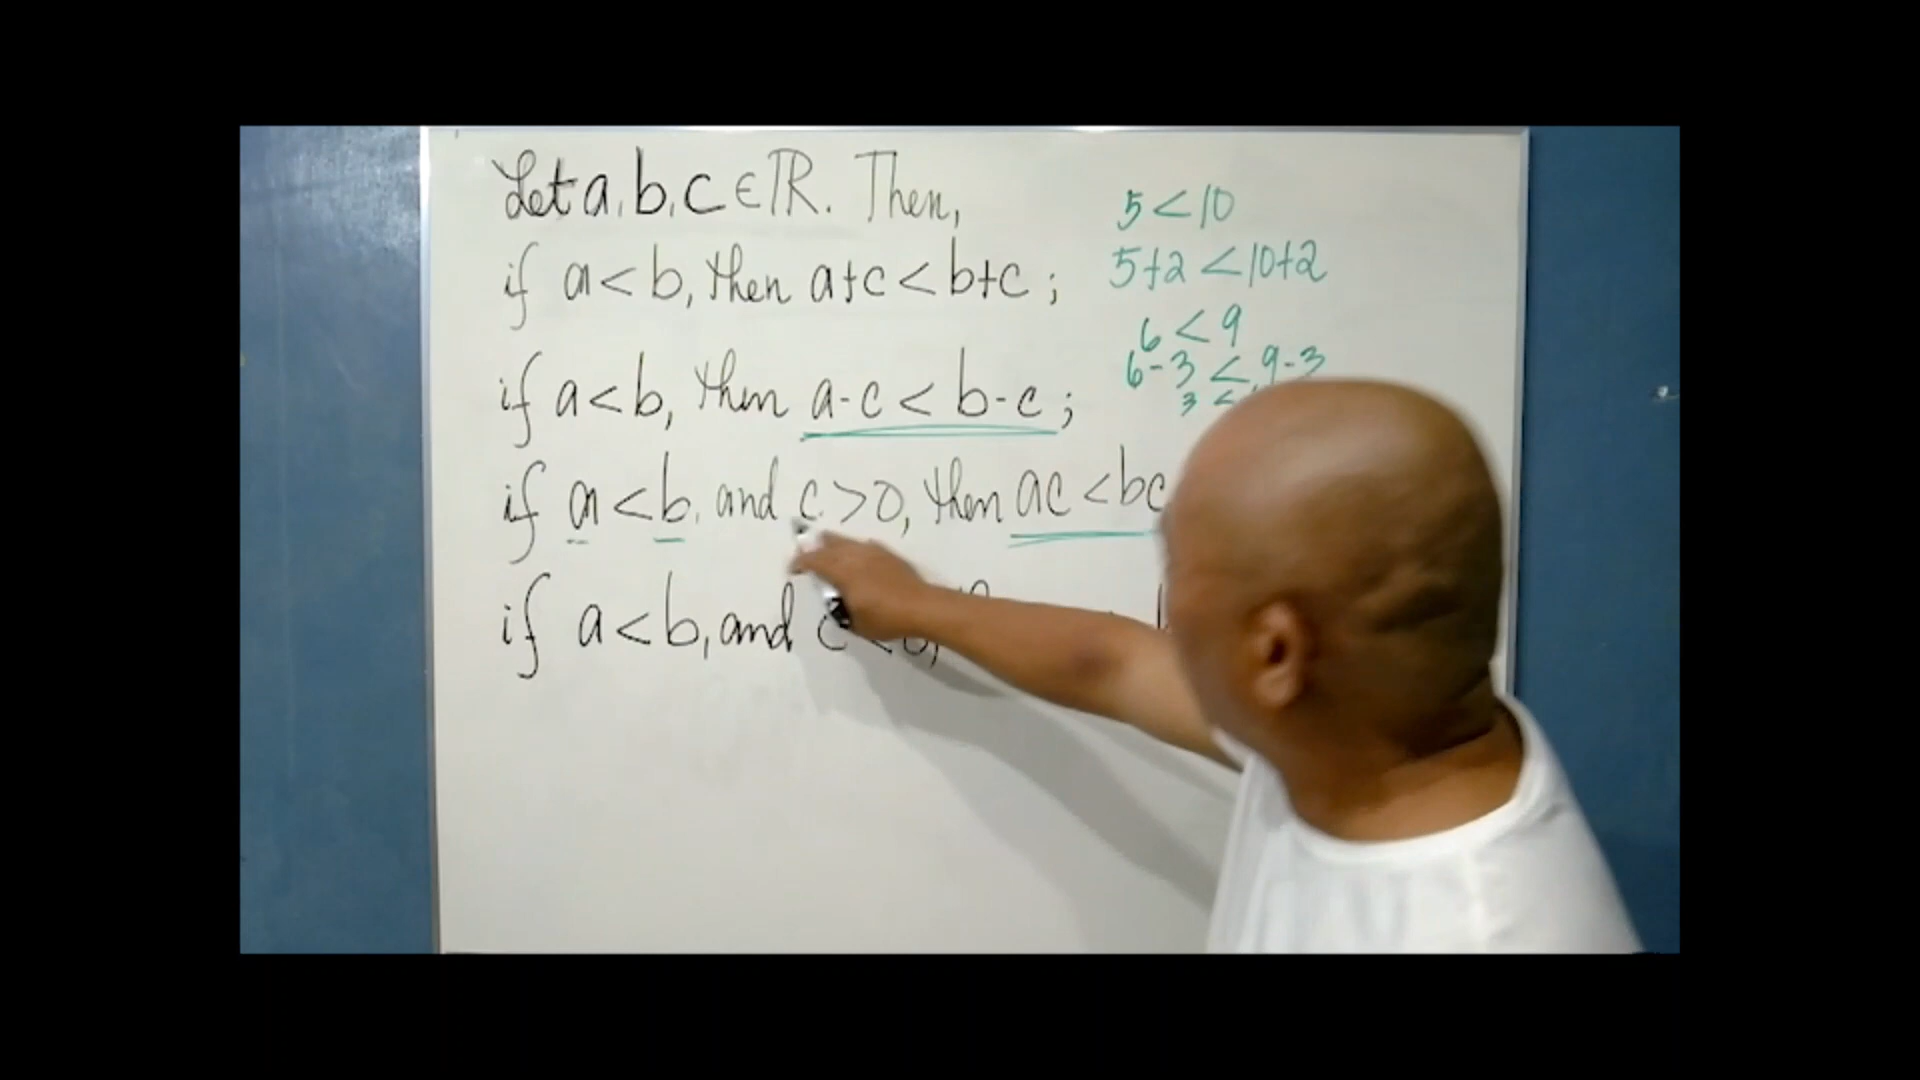 Let a, b, c ∈ ℝ. Then,
if a < b, then a+c < b+c ;
if a < b, then a-c < b-c ;
if a < b, and c > 0, then ac < bc
if a < b, and c <
5 < 10
5+2 < 10+2
6 < 9
6-3 < 9-3
3 <